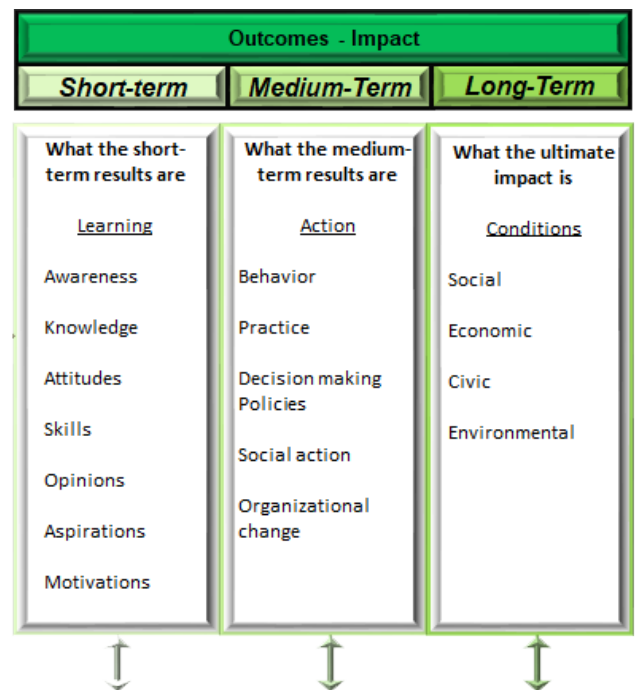 Outcomes - Impact
Short-term
Medium-Term
Long-Term
What the short-
term results are
Learning
Awareness
Knowledge
Attitudes
Skills
Opinions
Aspirations
Motivations
What the medium-
term results are
Action
Behavior
Practice
Decision making
Policies
Social action
Organizational
change
What the ultimate
impact is
Conditions
Social
Economic
Civic
Environmental